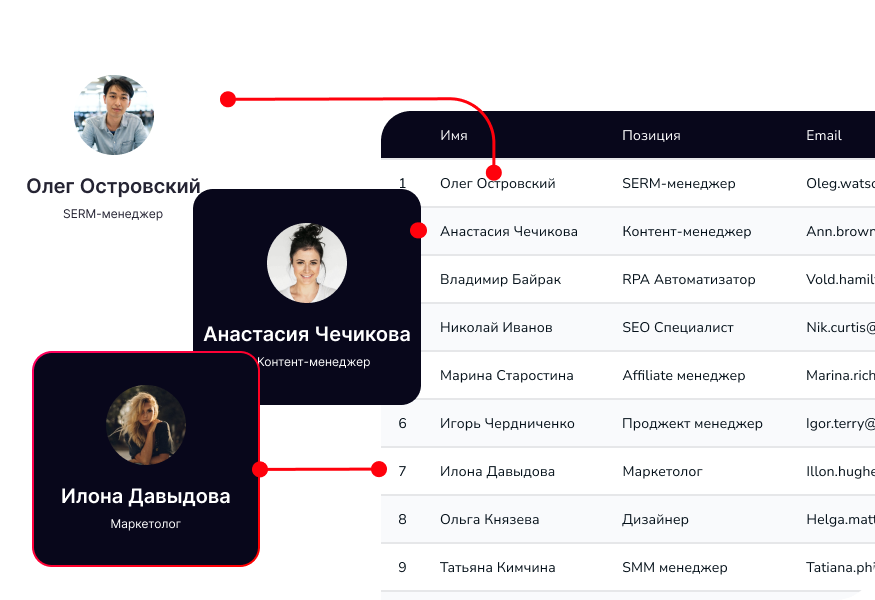 Олег Островский
SERM-менеджер
Анастасия Чечикова
Контент-менеджер
Илона Давыдова
Маркетолог
Имя Позиция Email
1 Олег Островский SERM-менеджер Oleg.watso
Анастасия Чечикова Контент-менеджер Ann.brown
Владимир Байрак RPA Автоматизатор Vold.hamil
Николай Иванов SEO Специалист Nik.curtis@
Марина Старостина Affiliate менеджер Marina.rich
6 Игорь Чердниченко Проджект менеджер Igor.terry@
7 Илона Давыдова Маркетолог Illon.hughe
8 Ольга Князева Дизайнер Helga.matt
9 Татьяна Кимчина SMM менеджер Tatiana.ph